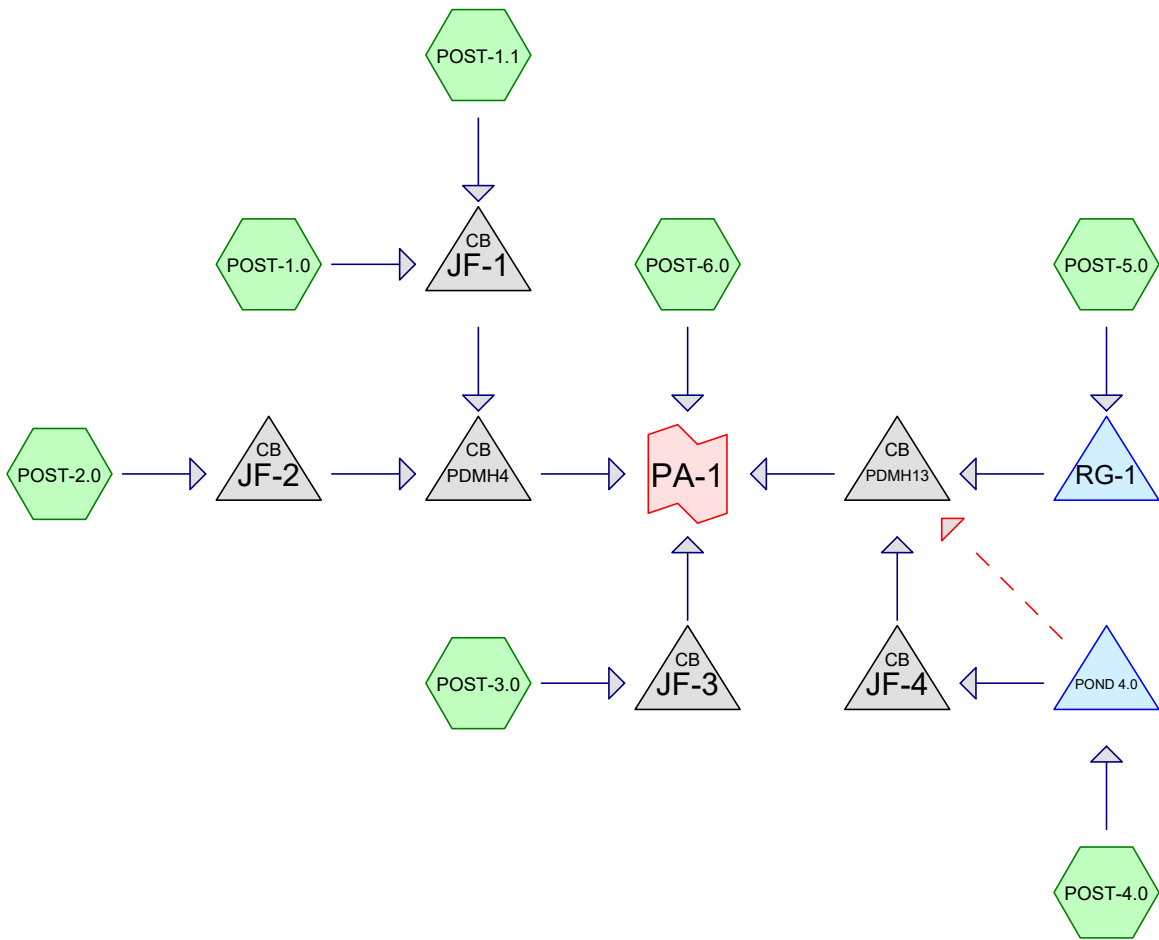 POST-1.1
CB
JF-1
POST-1.0
POST-6.0
POST-5.0
POST-2.0
CB
JF-2
CB
PDMH4
PA-1
CB
PDMH13
RG-1
POST-3.0
CB
JF-3
CB
JF-4
POND 4.0
POST-4.0